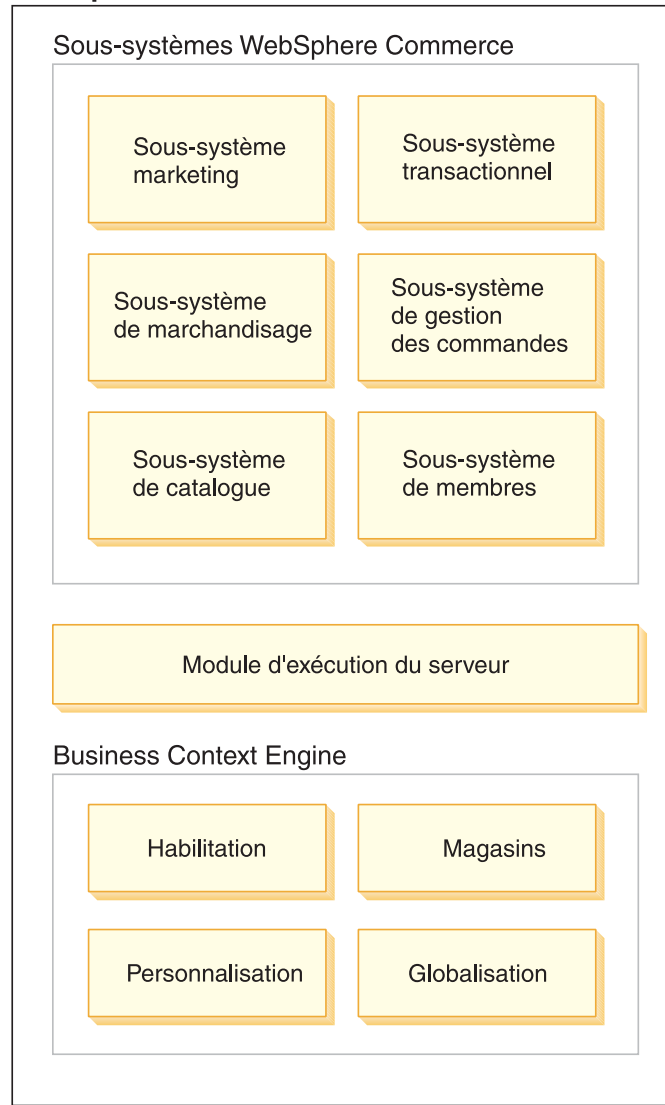 Sous-systèmes WebSphere Commerce
Sous-système
marketing
Sous-système
transactionnel
Sous-système
de marchandisage
Sous-système
de gestion
des commandes
Sous-système
de catalogue
Sous-système
de membres
Module d'exécution du serveur
Business Context Engine
Habilitation
Magasins
Personnalisation
Globalisation